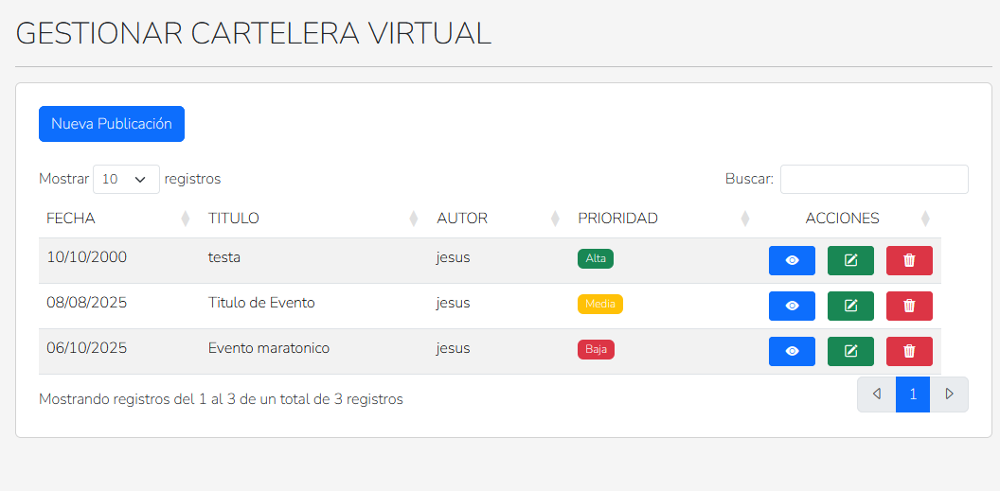 GESTIONAR CARTELERA VIRTUAL
Nueva Publicación
Mostrar 10 registros Buscar:
FECHA TITULO AUTOR PRIORIDAD ACCIONES
10/10/2000 testa jesus Alta
08/08/2025 Titulo de Evento jesus Media
06/10/2025 Evento maratonico jesus Baja
Mostrando registros del 1 al 3 de un total de 3 registros 1